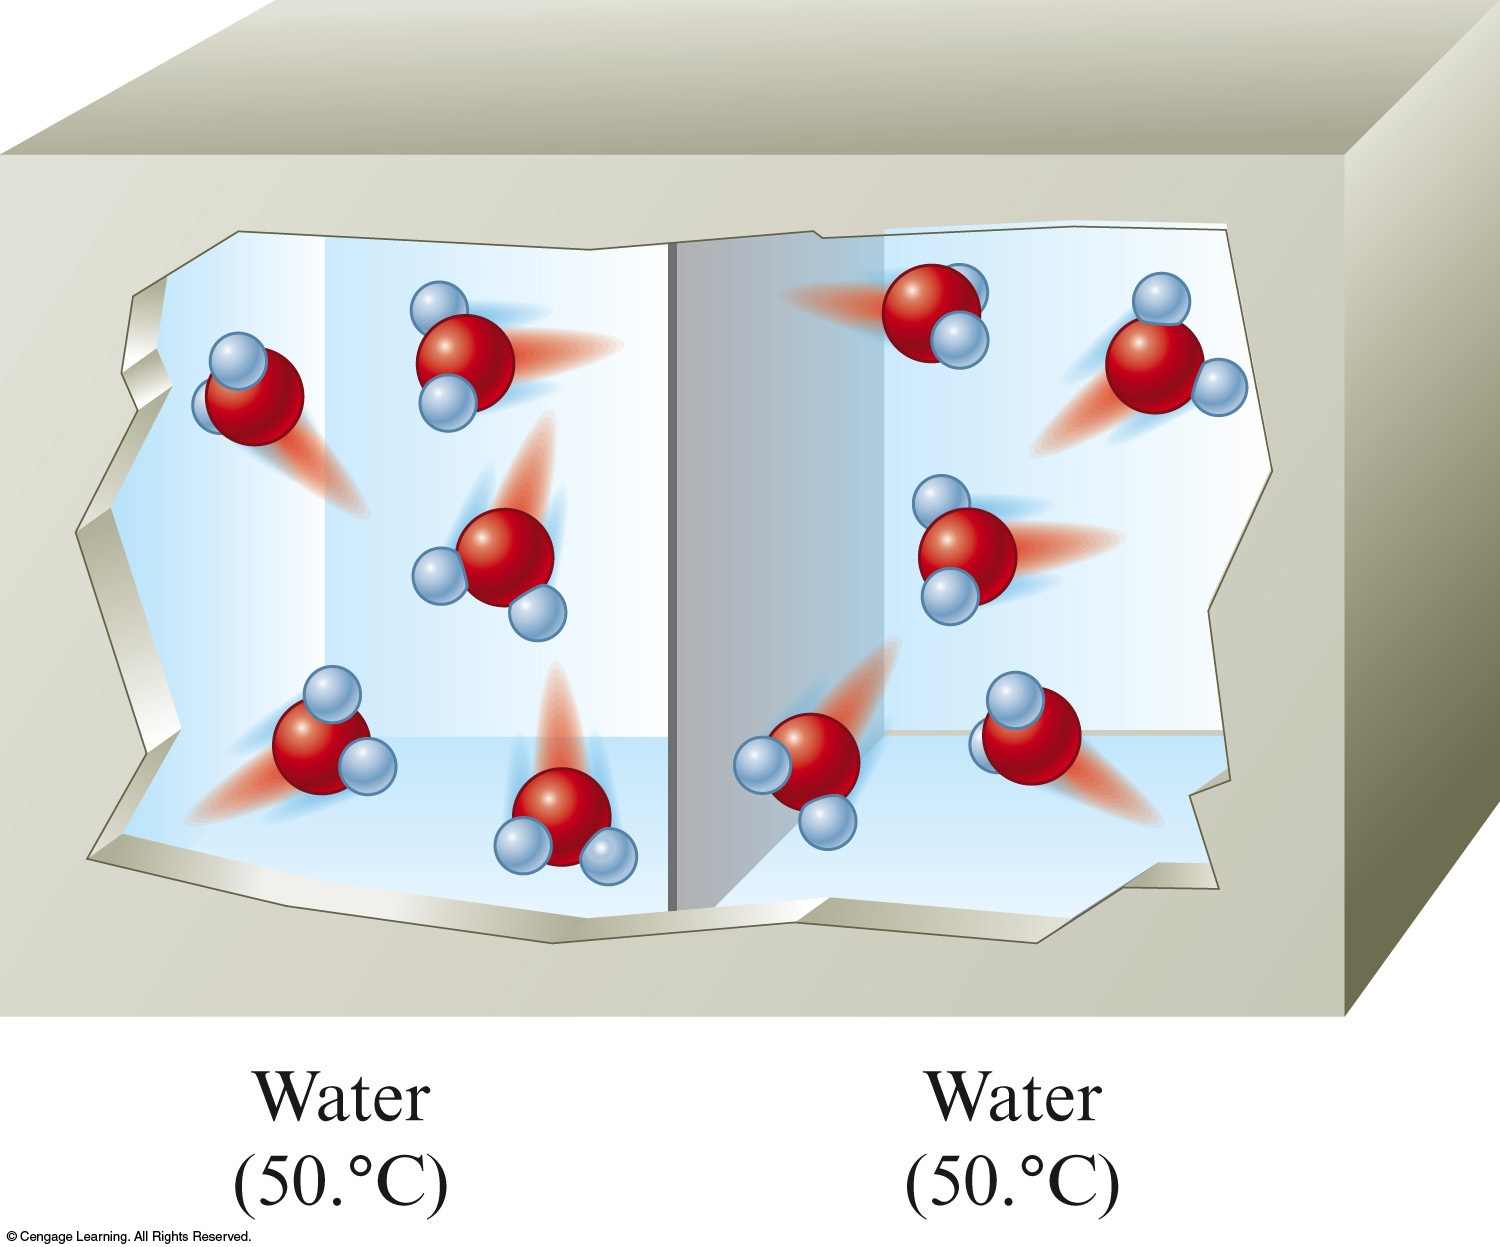 Water
(50.°C)
Water
(50.°C)
© Cengage Learning. All Rights Reserved.